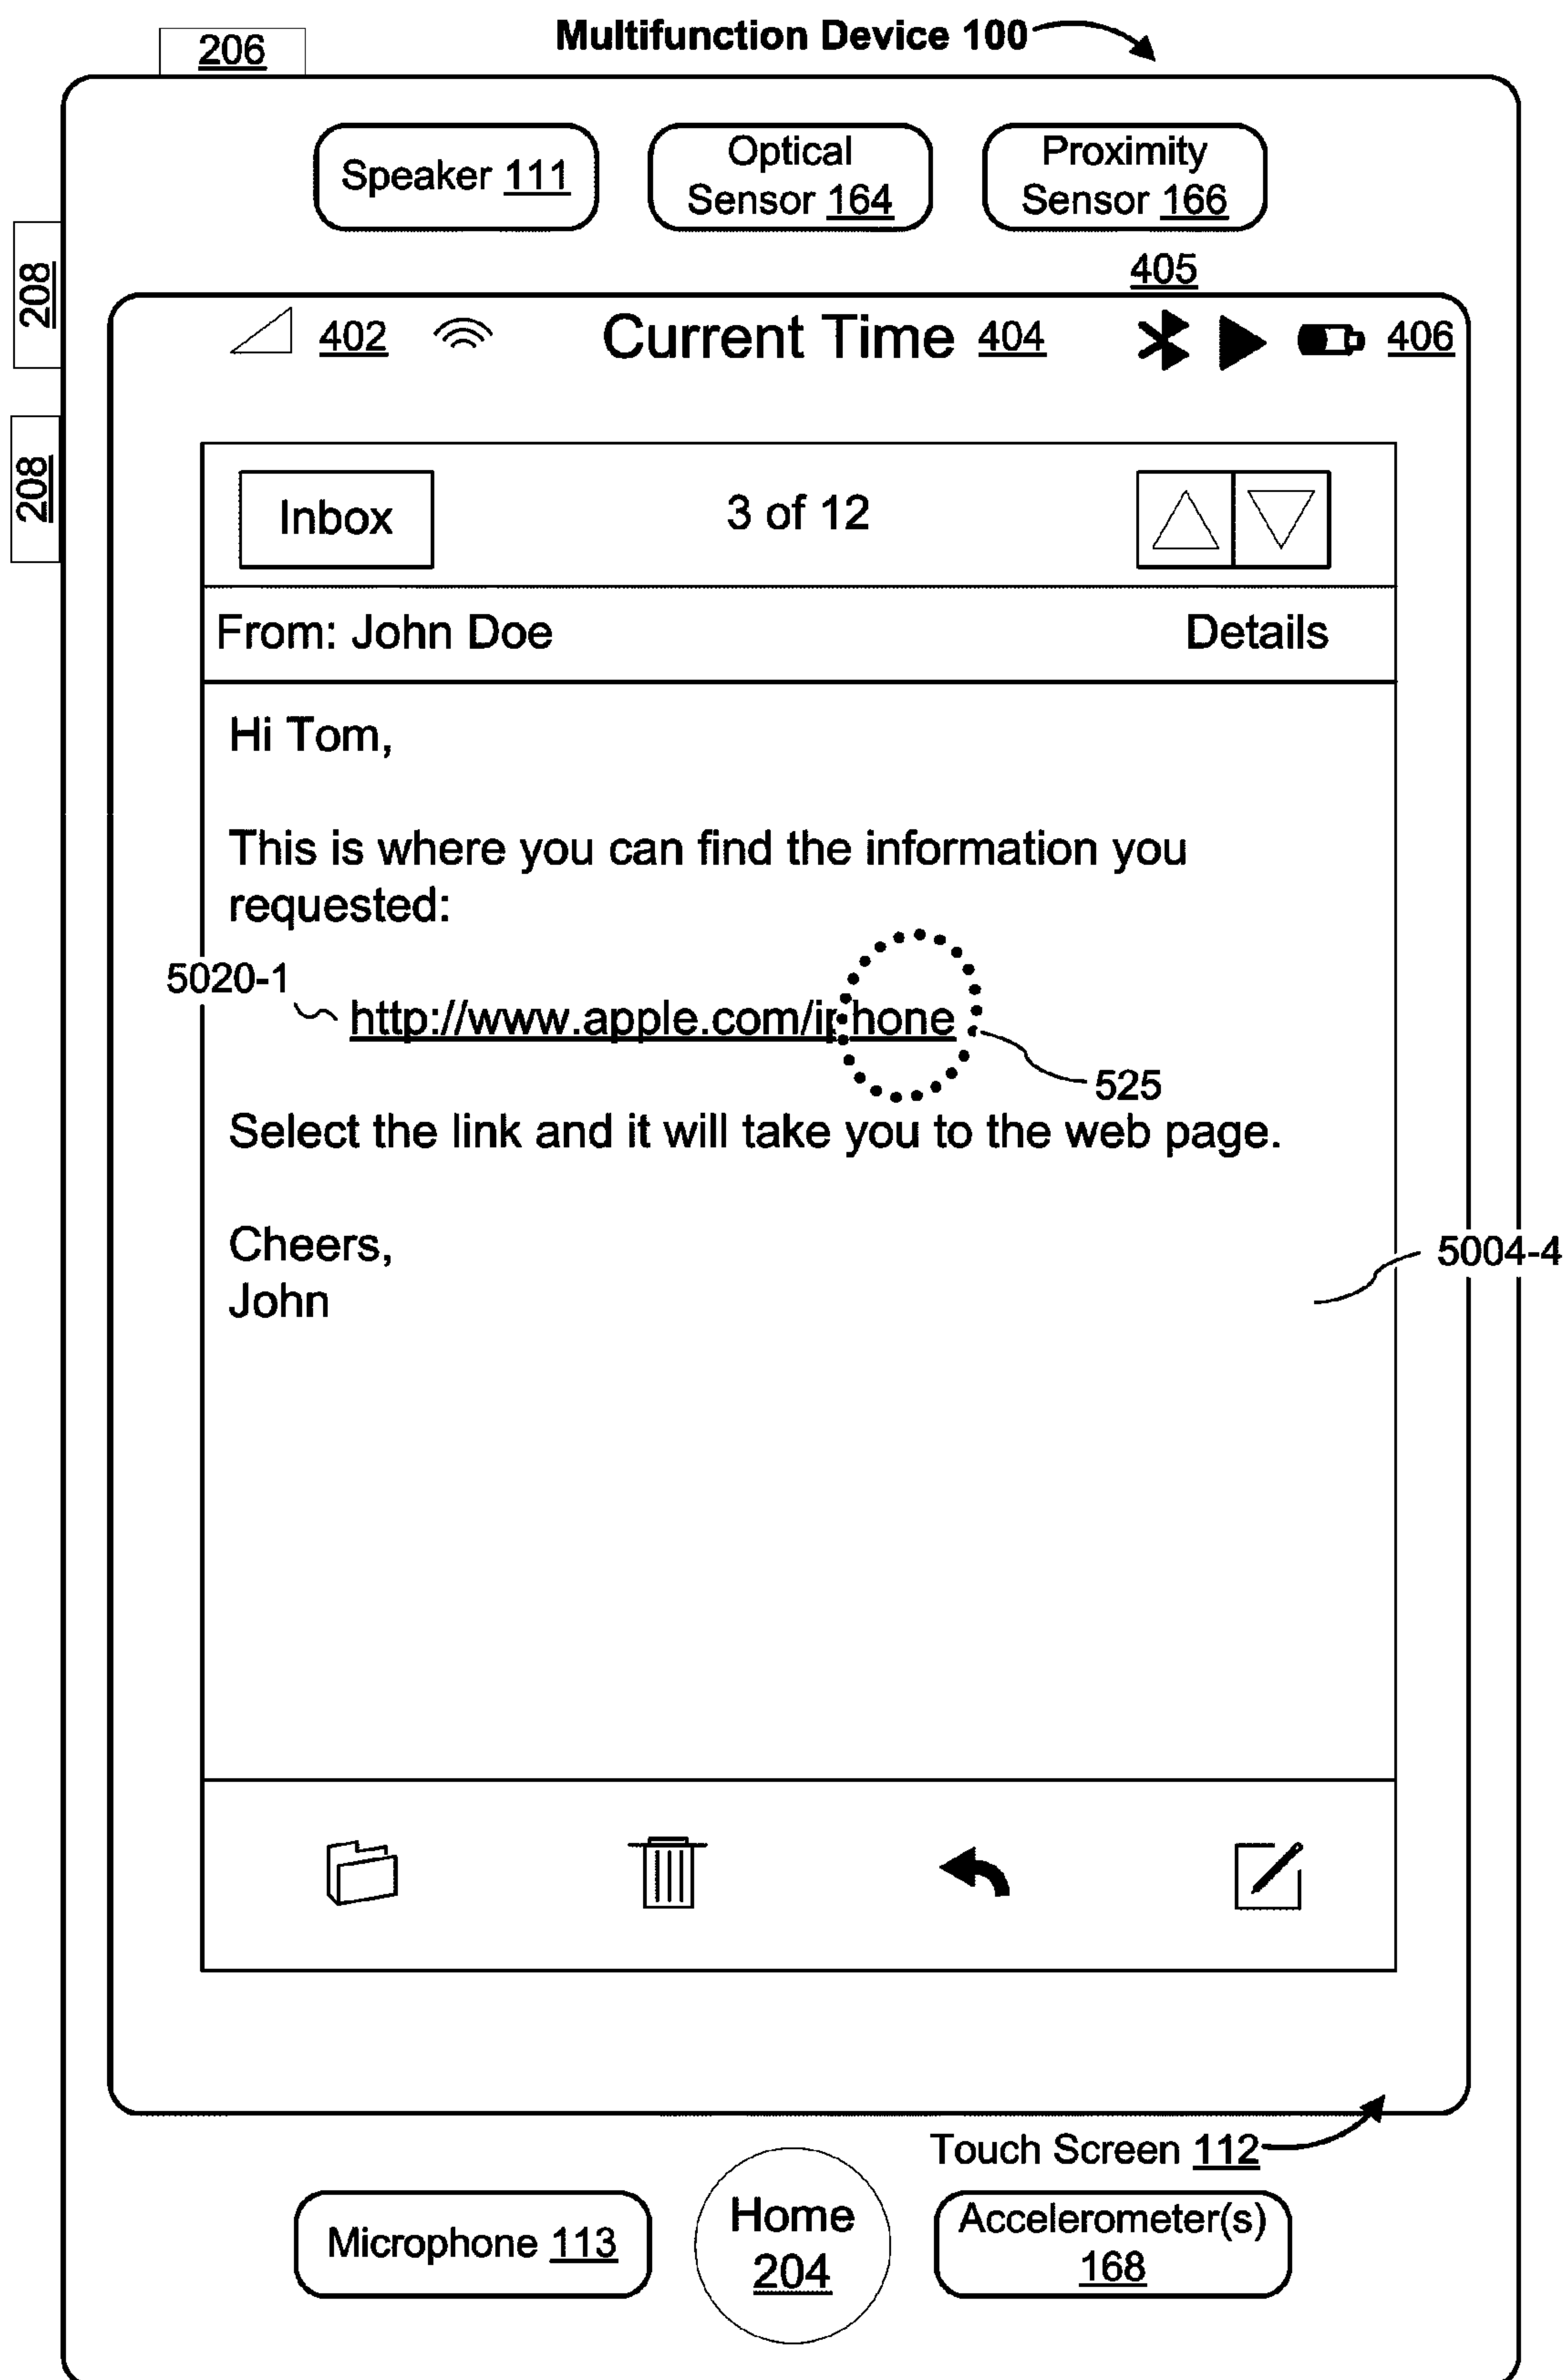 Multifunction Device 100
206
Speaker 111
Optical
Sensor 164
Proximity
Sensor 166
208
208
405
402
Current Time 404
406
Inbox
3 of 12
From: John Doe
Details
Hi Tom,
This is where you can find the information you
requested:
5020-1
http://www.apple.com/iphone
525
Select the link and it will take you to the web page.
Cheers,
John
5004-4
Touch Screen 112
Microphone 113
Home
204
Accelerometer(s)
168